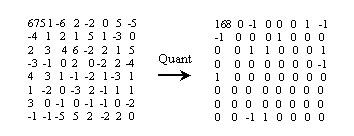 6751-6 2 -2 0 5 -5
-4 1 2 1 5 1 -3 0
2 3 4 6 -2 2 1 5
-3 -1 0 2 0 -2 2 -4
4 3 1 -1 -2 1 -3 1
1 -2 0 -3 2 -1 1 1
3 0 -1 0 -1 -1 0 -2
-1 -1 -5 5 2 -2 2 0
Quant
168 0 -1 0 0 0 1 -1
-1 0 0 0 1 0 0 0
0 0 1 1 0 0 0 1
0 0 0 0 0 0 0 -1
1 0 0 0 0 0 0 0
0 0 0 0 0 0 0 0
0 0 0 0 0 0 0 0
0 0 -1 1 0 0 0 0